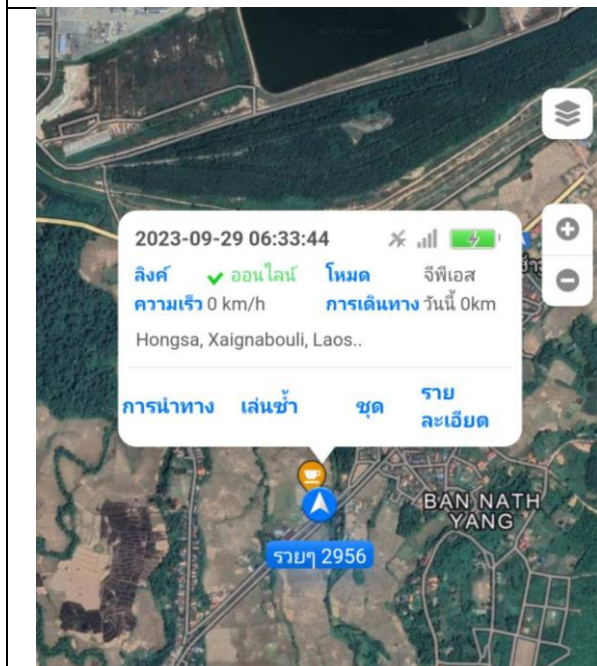 2023-09-29 06:33:44
ลิงค์ ออนไลน์ โหมด จีพีเอส
ความเร็ว 0 km/h การเดินทาง วันนี้ 0km
Hongsa, Xaignabouli, Laos..
การนำทาง เล่นซ้ำ ชุด ราย
ละเอียด
BAN NATH
YANG
รวยๆ 2956